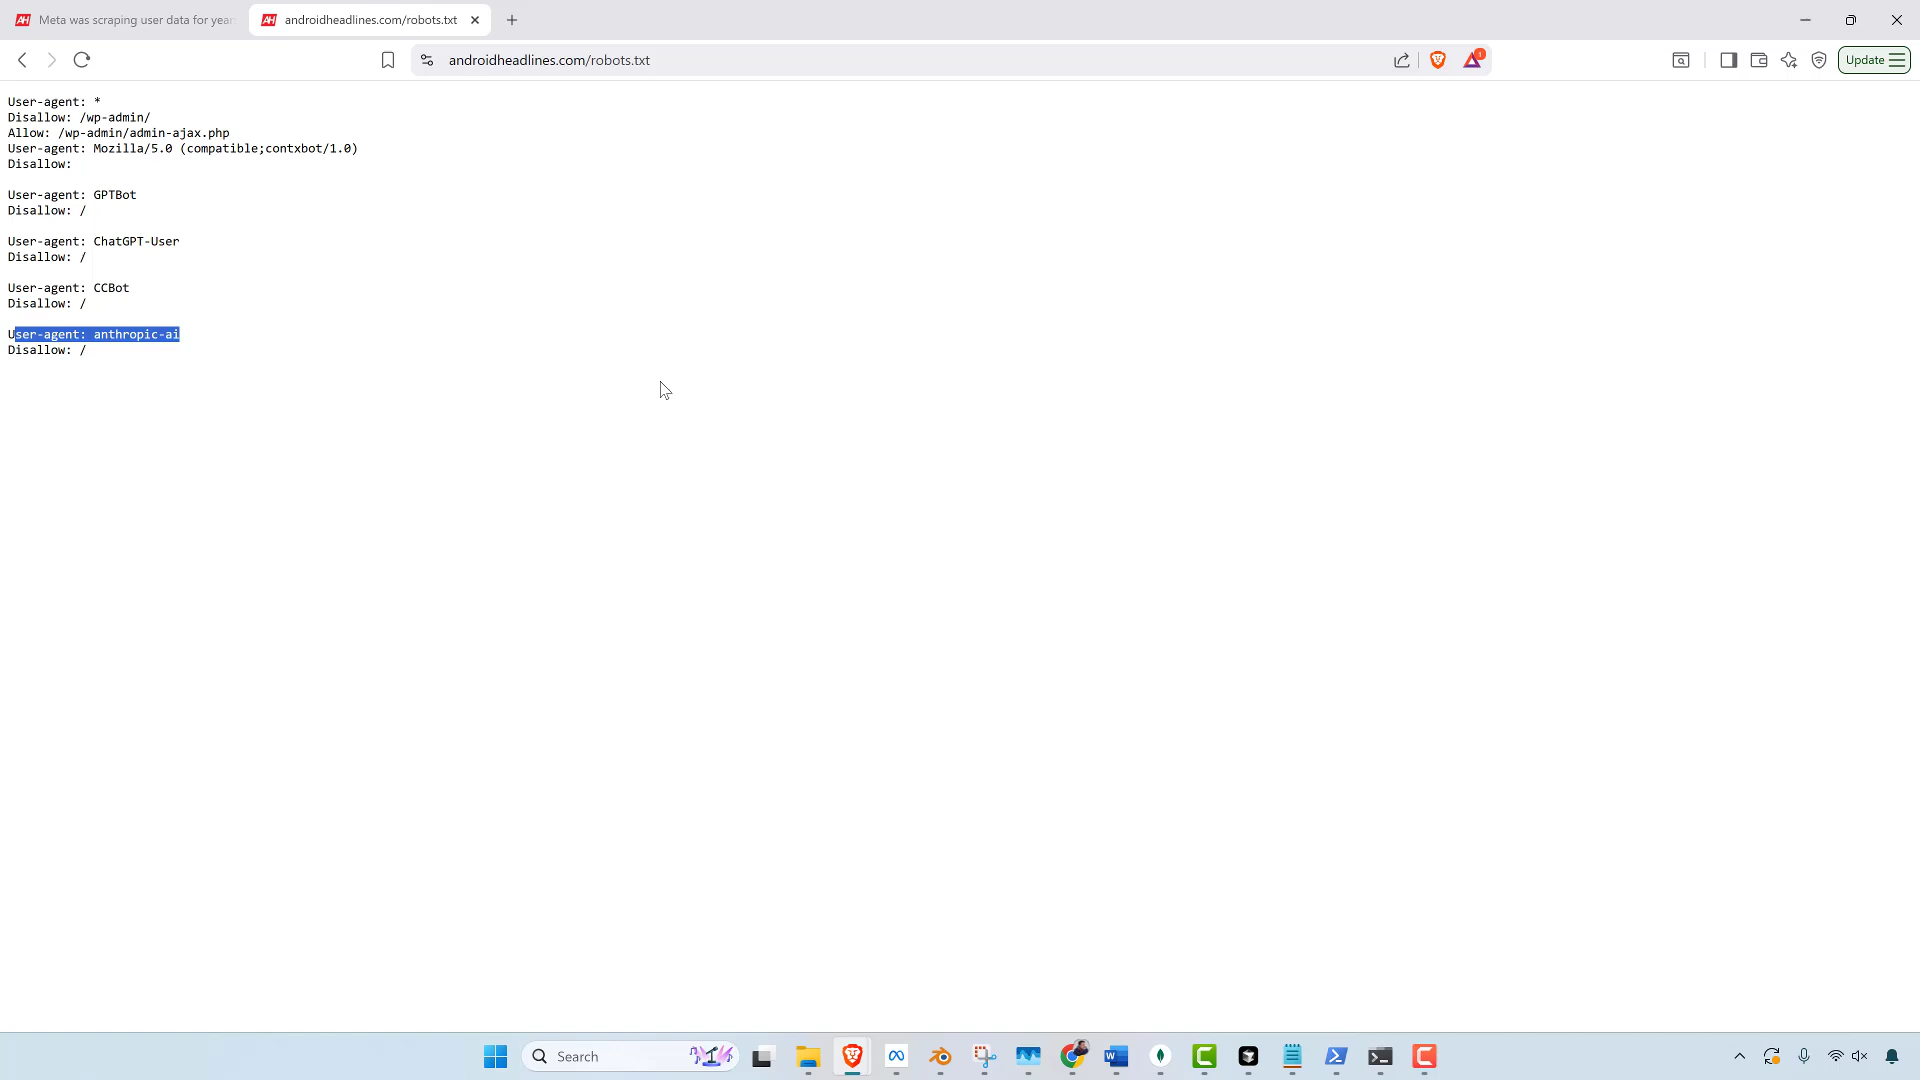 Meta was scraping user data for year
androidheadlines.com/robots.txt
androidheadlines.com/robots.txt
1
Update
User-agent: *
Disallow: /wp-admin/
Allow: /wp-admin/admin-ajax.php
User-agent: Mozilla/5.0 (compatible;contxbot/1.0)
Disallow:
User-agent: GPTBot
Disallow: /
User-agent: ChatGPT-User
Disallow: /
User-agent: CCBot
Disallow: /
User-agent: anthropic-ai
Disallow: /
Search